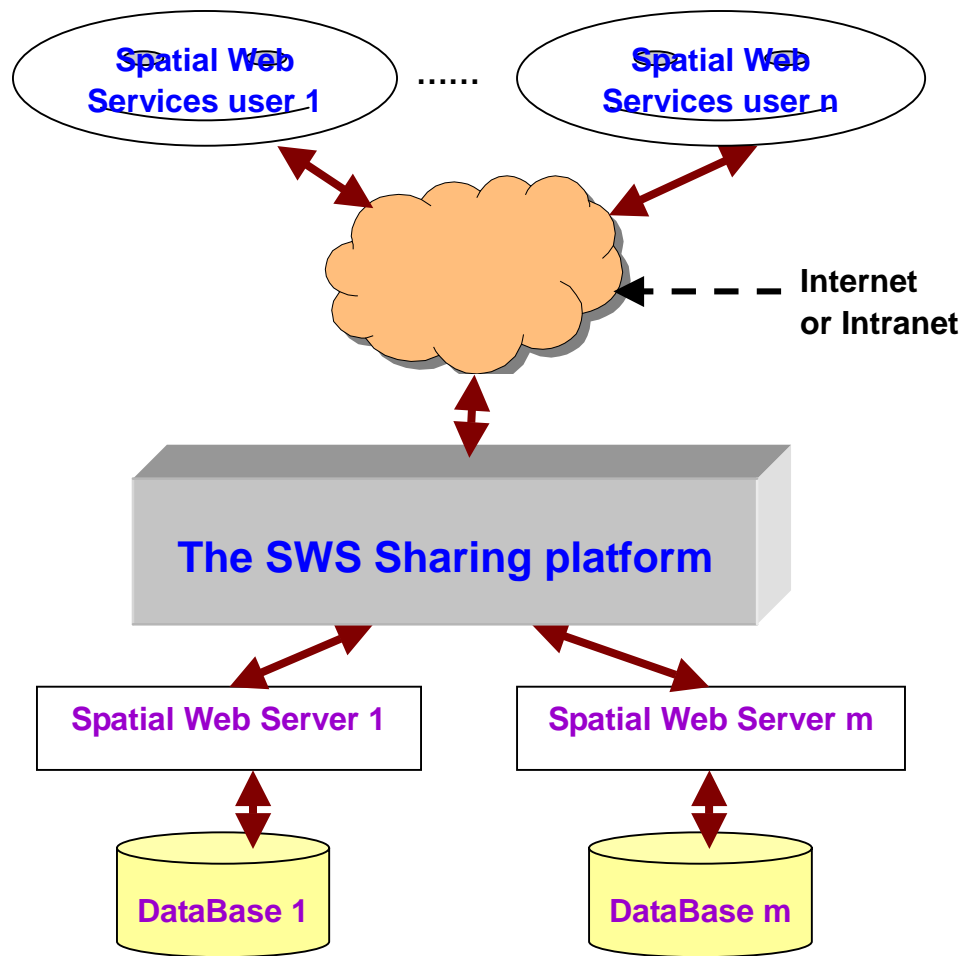 Spatial Web
Services user 1
......
Spatial Web
Services user n
Internet
or Intranet
The SWS Sharing platform
Spatial Web Server 1
Spatial Web Server m
DataBase 1
DataBase m